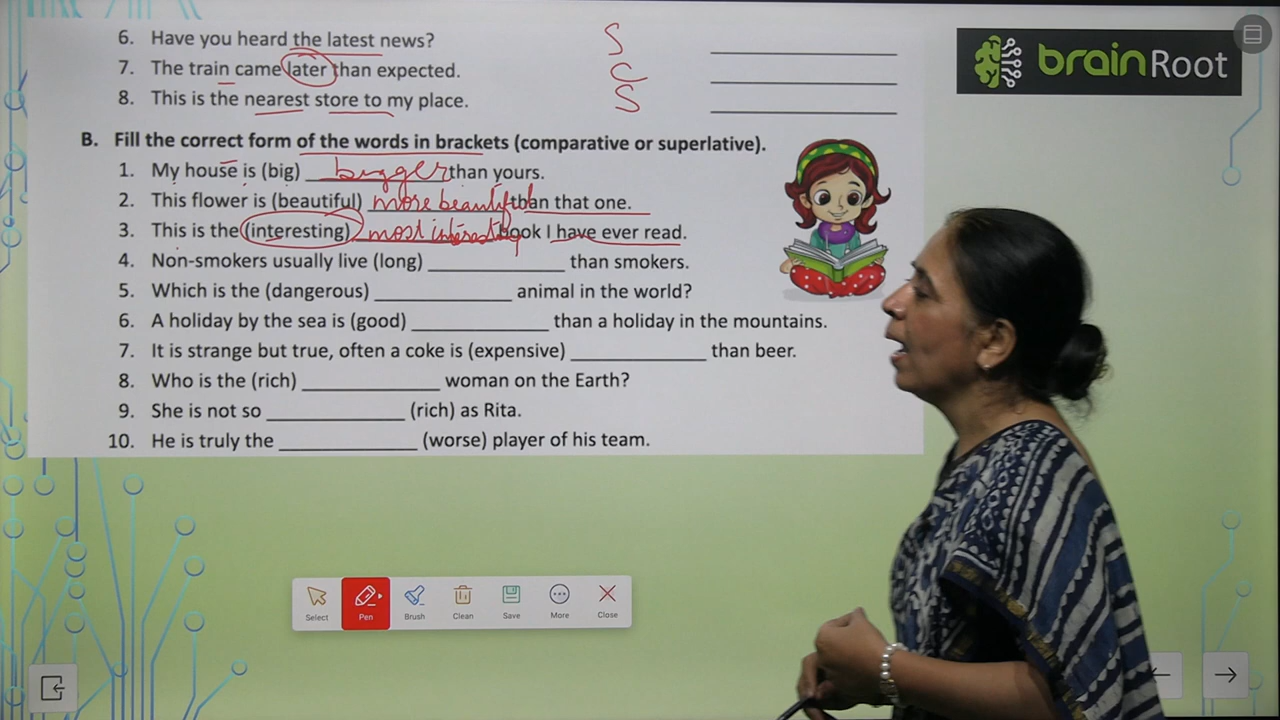 6. Have you heard the latest news? S
7. The train came later than expected. C
8. This is the nearest store to my place. S
brainRoot
B. Fill the correct form of the words in brackets (comparative or superlative).
1. My house is (big) bigger than yours.
2. This flower is (beautiful) more beautiful than that one.
3. This is the (interesting) most interesting book I have ever read.
4. Non-smokers usually live (long) ____________ than smokers.
5. Which is the (dangerous) ____________ animal in the world?
6. A holiday by the sea is (good) ____________ than a holiday in the mountains.
7. It is strange but true, often a coke is (expensive) ____________ than beer.
8. Who is the (rich) ____________ woman on the Earth?
9. She is not so ____________ (rich) as Rita.
10. He is truly the ____________ (worse) player of his team.
Select Pen Brush Clean Save More Close